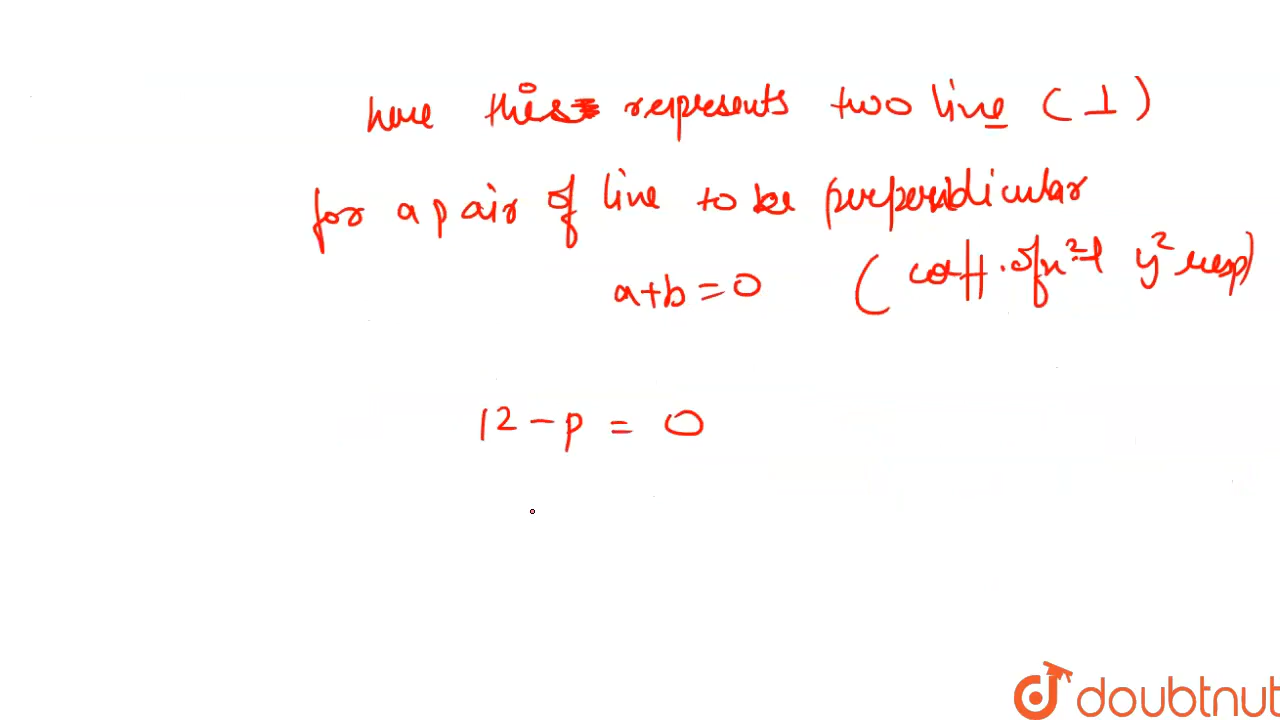 here this represents two line (⊥)
for a pair of line to be perpendicular
a+b=0 (coff. of x² & y² resp)
12-p = 0
doubtnut